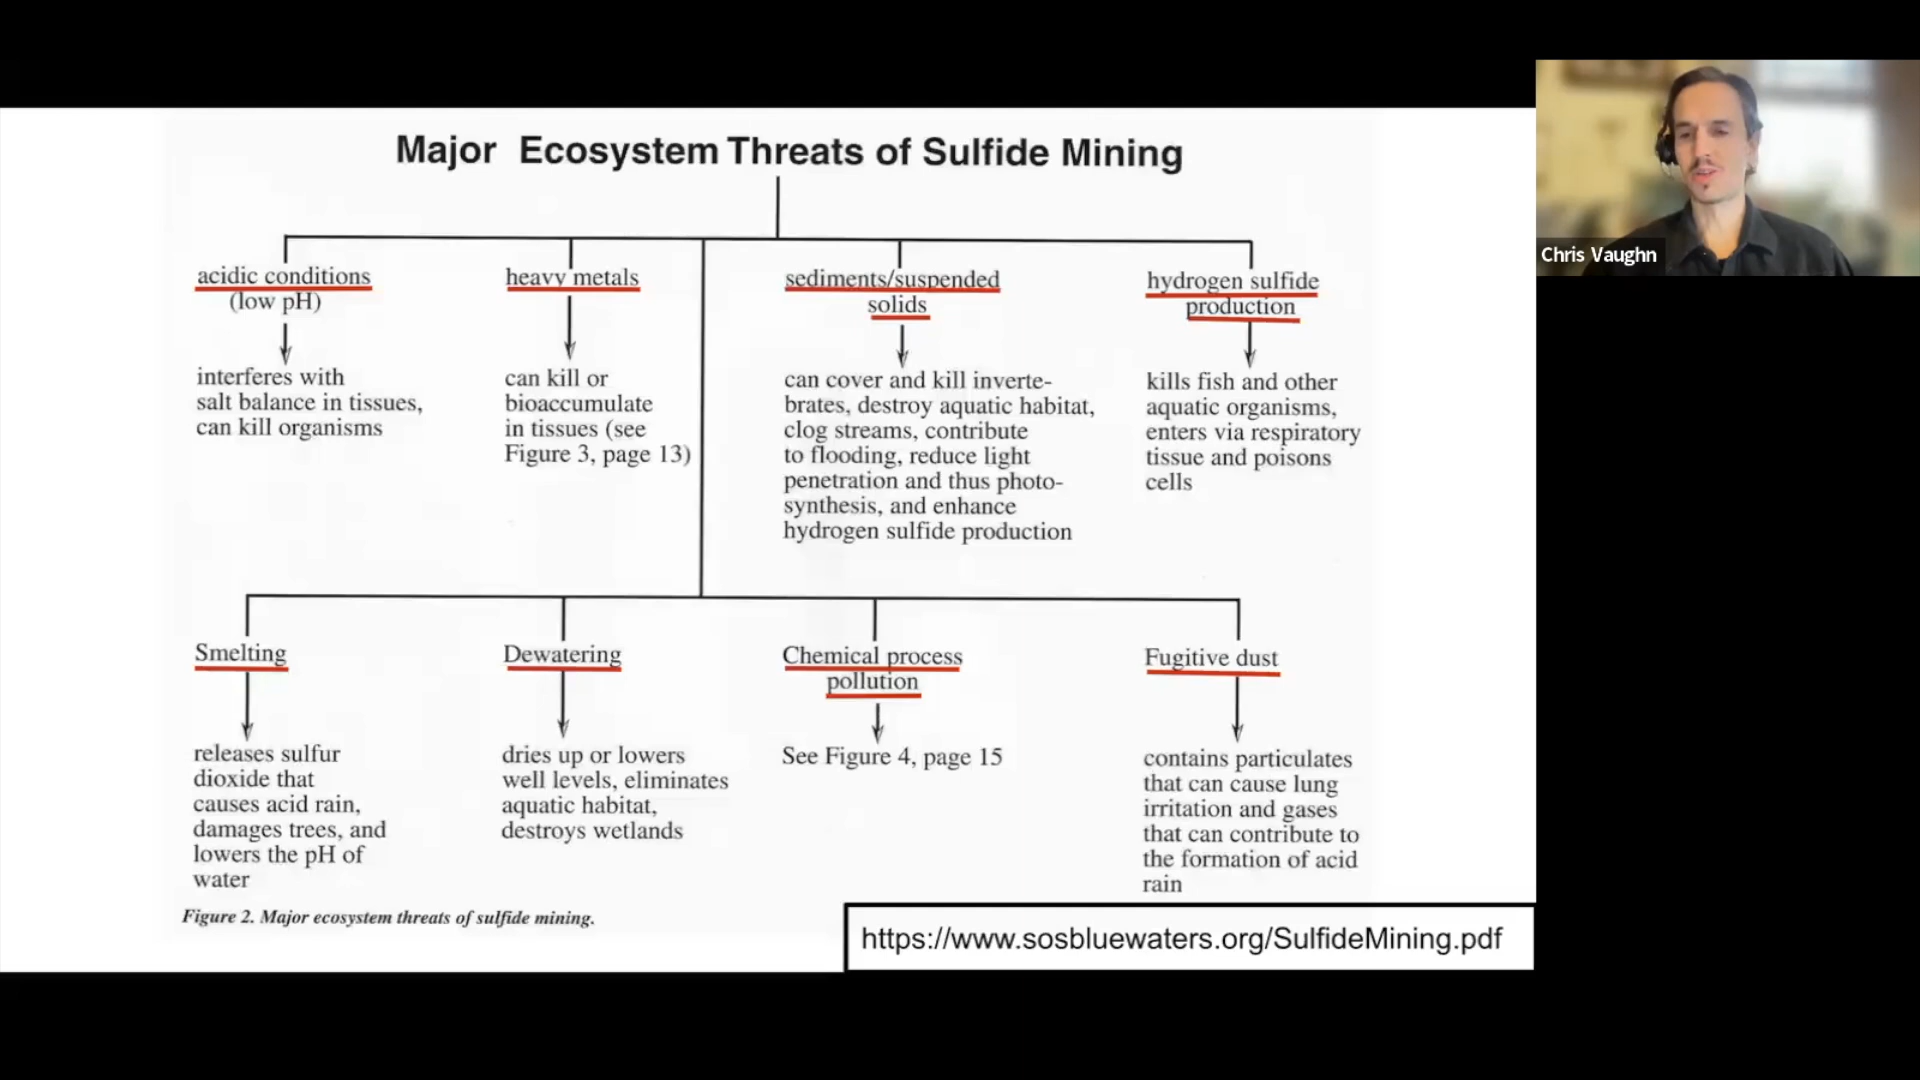 Major Ecosystem Threats of Sulfide Mining
acidic conditions
(low pH)
interferes with
salt balance in tissues,
can kill organisms
heavy metals
can kill or
bioaccumulate
in tissues (see
Figure 3, page 13)
sediments/suspended
solids
can cover and kill inverte-
brates, destroy aquatic habitat,
clog streams, contribute
to flooding, reduce light
penetration and thus photo-
synthesis, and enhance
hydrogen sulfide production
hydrogen sulfide
production
kills fish and other
aquatic organisms,
enters via respiratory
tissue and poisons
cells
Smelting
releases sulfur
dioxide that
causes acid rain,
damages trees, and
lowers the pH of
water
Dewatering
dries up or lowers
well levels, eliminates
aquatic habitat,
destroys wetlands
Chemical process
pollution
See Figure 4, page 15
Fugitive dust
contains particulates
that can cause lung
irritation and gases
that can contribute to
the formation of acid
rain
Figure 2. Major ecosystem threats of sulfide mining.
https://www.sosbluewaters.org/SulfideMining.pdf
Chris Vaughn